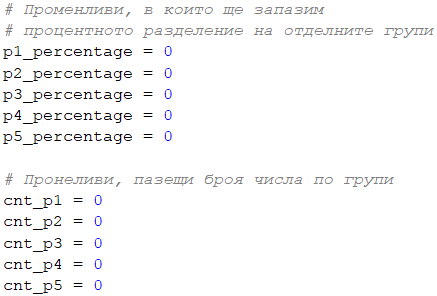 # Променливи, в които ще запазим
# процентното разделение на отделните групи
p1_percentage = 0
p2_percentage = 0
p3_percentage = 0
p4_percentage = 0
p5_percentage = 0
# Пронеливи, пазещи броя числа по групи
cnt_p1 = 0
cnt_p2 = 0
cnt_p3 = 0
cnt_p4 = 0
cnt_p5 = 0